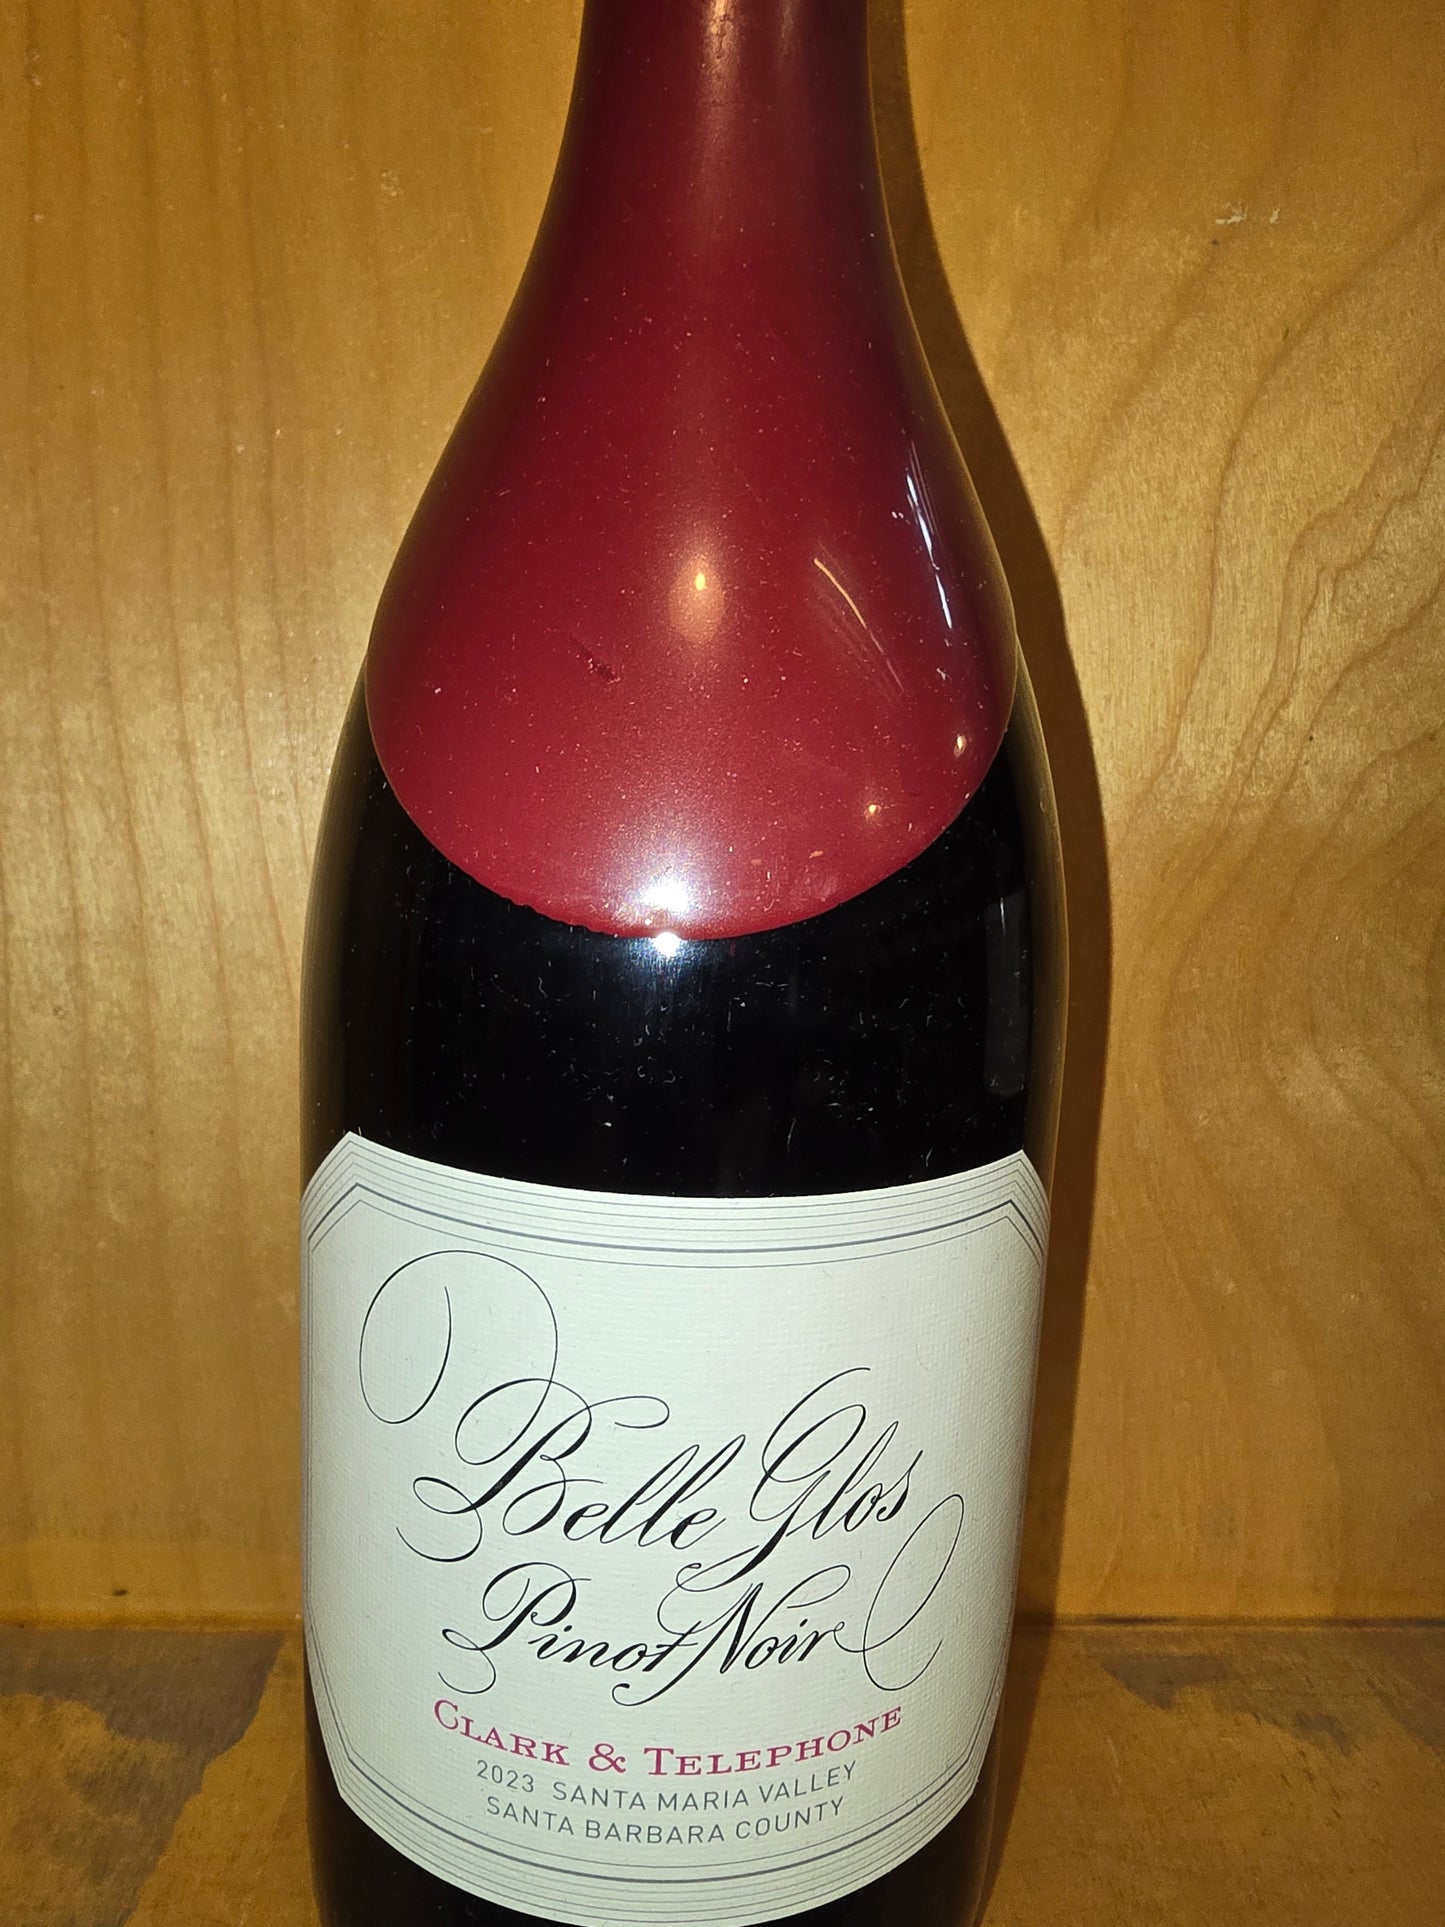 Belle Glos
Pinot Noir
CLARK & TELEPHONE
2023 SANTA MARIA VALLEY
SANTA BARBARA COUNTY